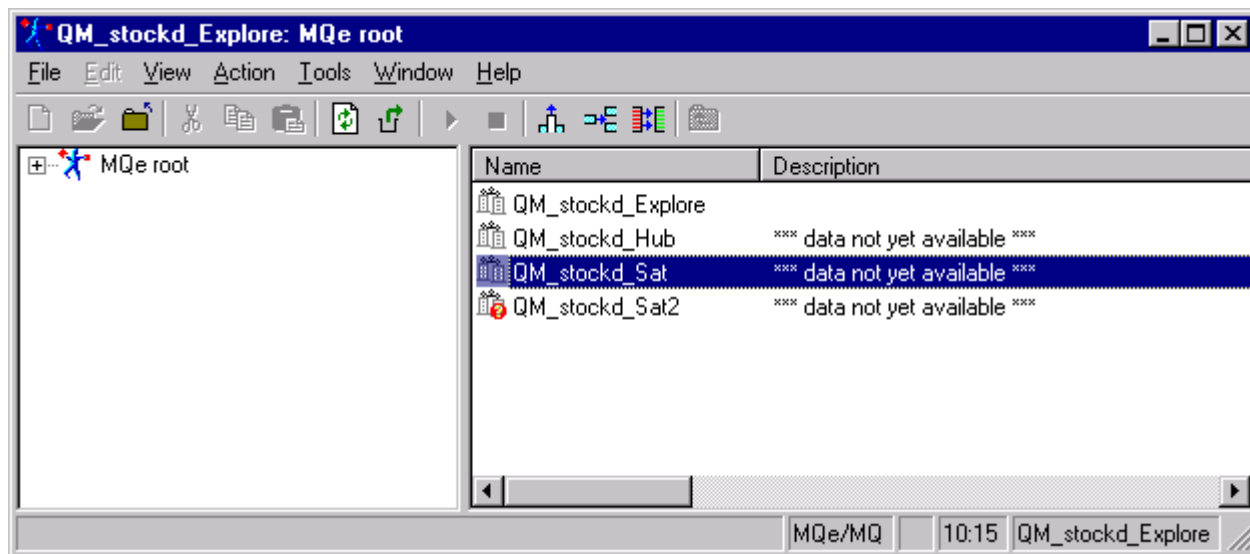 QM_stockd_Explore: MQe root
File Edit View Action Tools Window Help
MQe root
Name Description
QM_stockd_Explore
QM_stockd_Hub *** data not yet available ***
QM_stockd_Sat *** data not yet available ***
QM_stockd_Sat2 *** data not yet available ***
MQe/MQ 10:15 QM_stockd_Explore